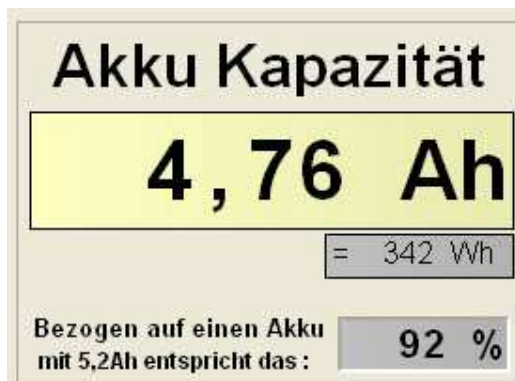 Akku Kapazität
4,76 Ah
= 342 Wh
Bezogen auf einen Akku
mit 5,2Ah entspricht das :
92 %